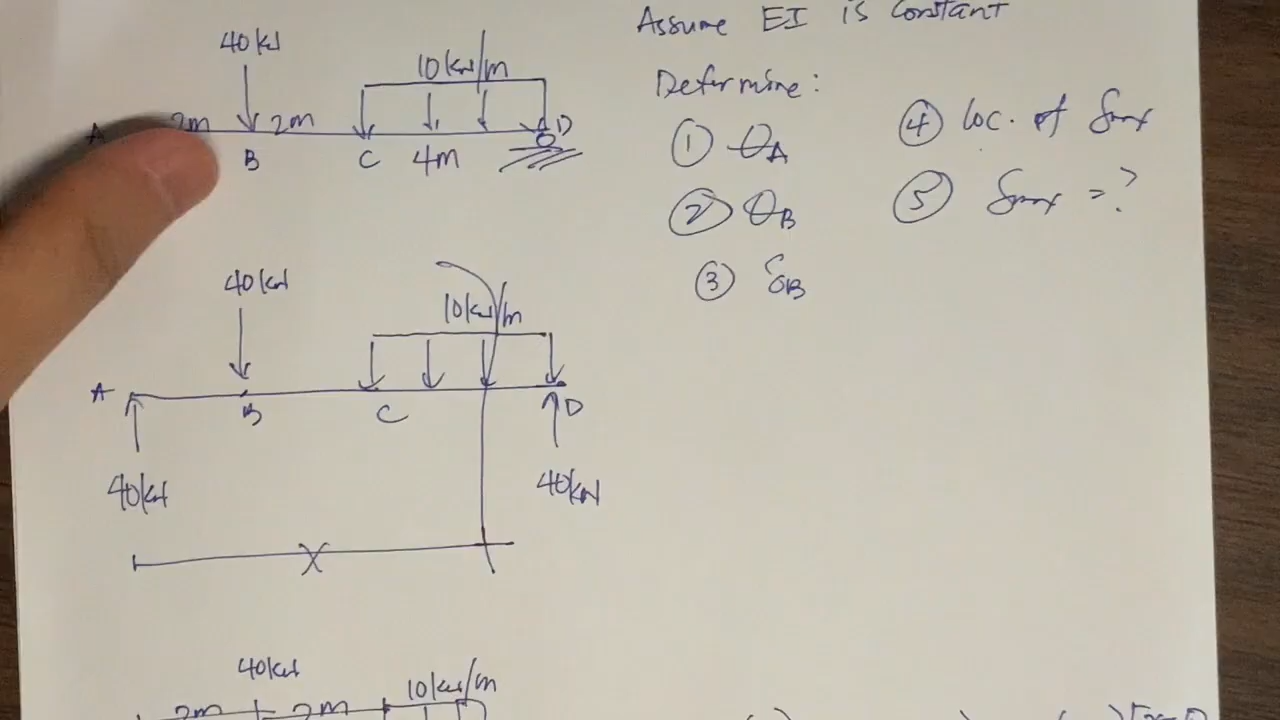 Assume EI is constant
Determine:
① θA
② θB
③ δB
④ loc. of δmax
⑤ δmax = ?
40kN
10kN/m
2m 2m
A B C 4m D
40kN
10kN/m
A B C D
40kN 40kN
X
40kN
10kN/m
2m 2m